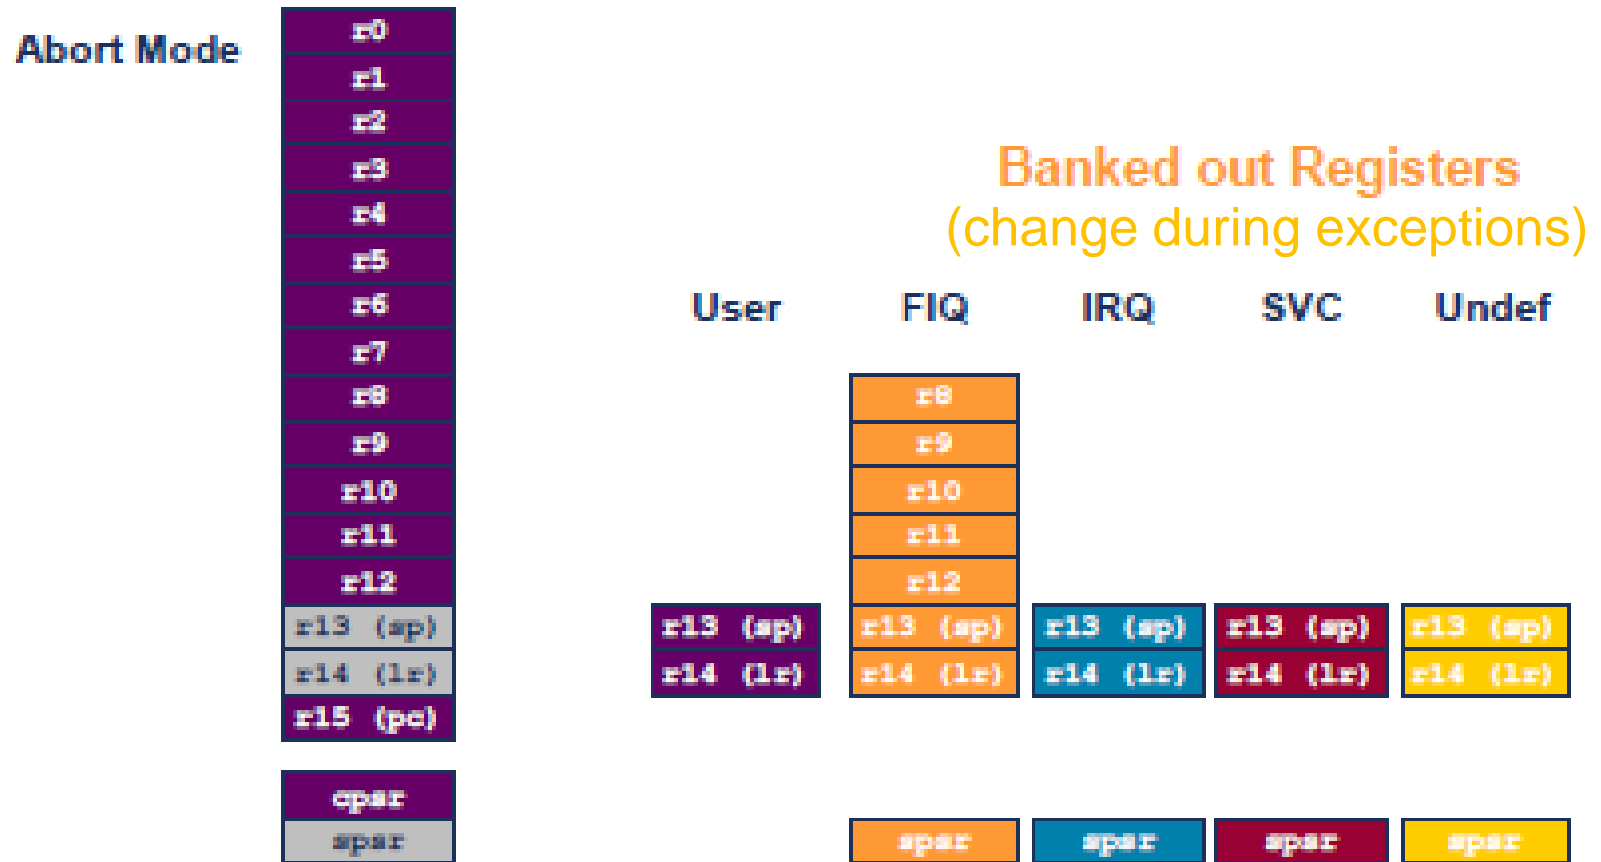 Abort Mode
r0
r1
r2
r3
r4
r5
r6
r7
r8
r9
r10
r11
r12
r13 (sp)
r14 (lr)
r15 (pc)
cpsr
spsr
Banked out Registers
(change during exceptions)
User FIQ IRQ SVC Undef
r8
r9
r10
r11
r12
r13 (sp) r13 (sp) r13 (sp) r13 (sp) r13 (sp)
r14 (lr) r14 (lr) r14 (lr) r14 (lr) r14 (lr)
spsr spsr spsr spsr